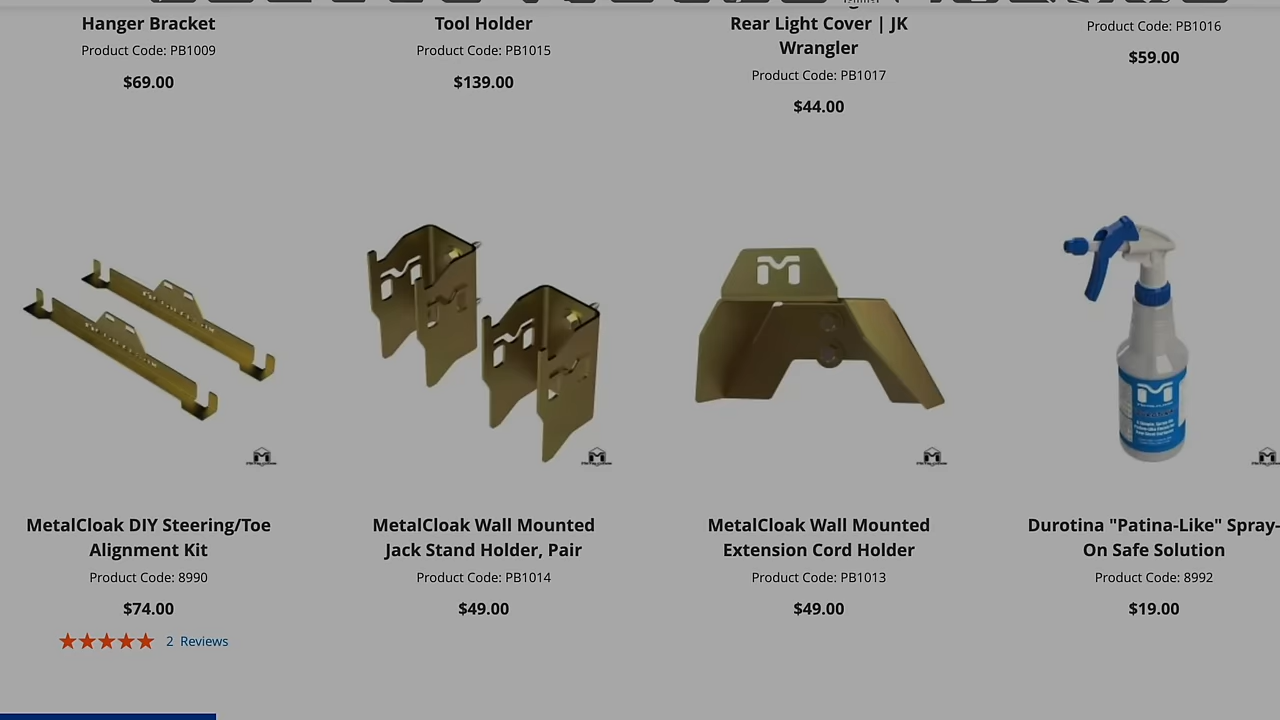 Hanger Bracket
Product Code: PB1009
$69.00
Tool Holder
Product Code: PB1015
$139.00
Rear Light Cover | JK
Wrangler
Product Code: PB1017
$44.00
Product Code: PB1016
$59.00
MetalCloak DIY Steering/Toe
Alignment Kit
Product Code: 8990
$74.00
2 Reviews
MetalCloak Wall Mounted
Jack Stand Holder, Pair
Product Code: PB1014
$49.00
MetalCloak Wall Mounted
Extension Cord Holder
Product Code: PB1013
$49.00
Durotina "Patina-Like" Spray-
On Safe Solution
Product Code: 8992
$19.00